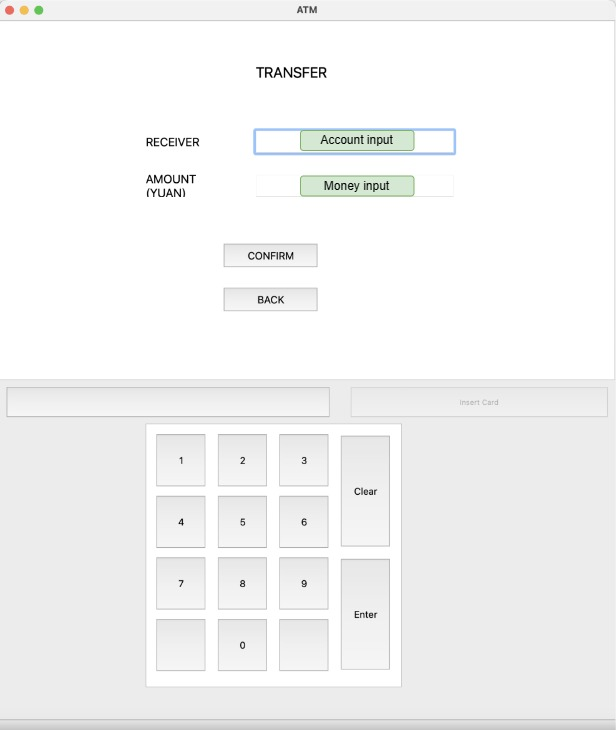 ATM
TRANSFER
RECEIVER
Account input
AMOUNT
(YUAN)
Money input
CONFIRM
BACK
Insert Card
1
2
3
Clear
4
5
6
7
8
9
Enter
0